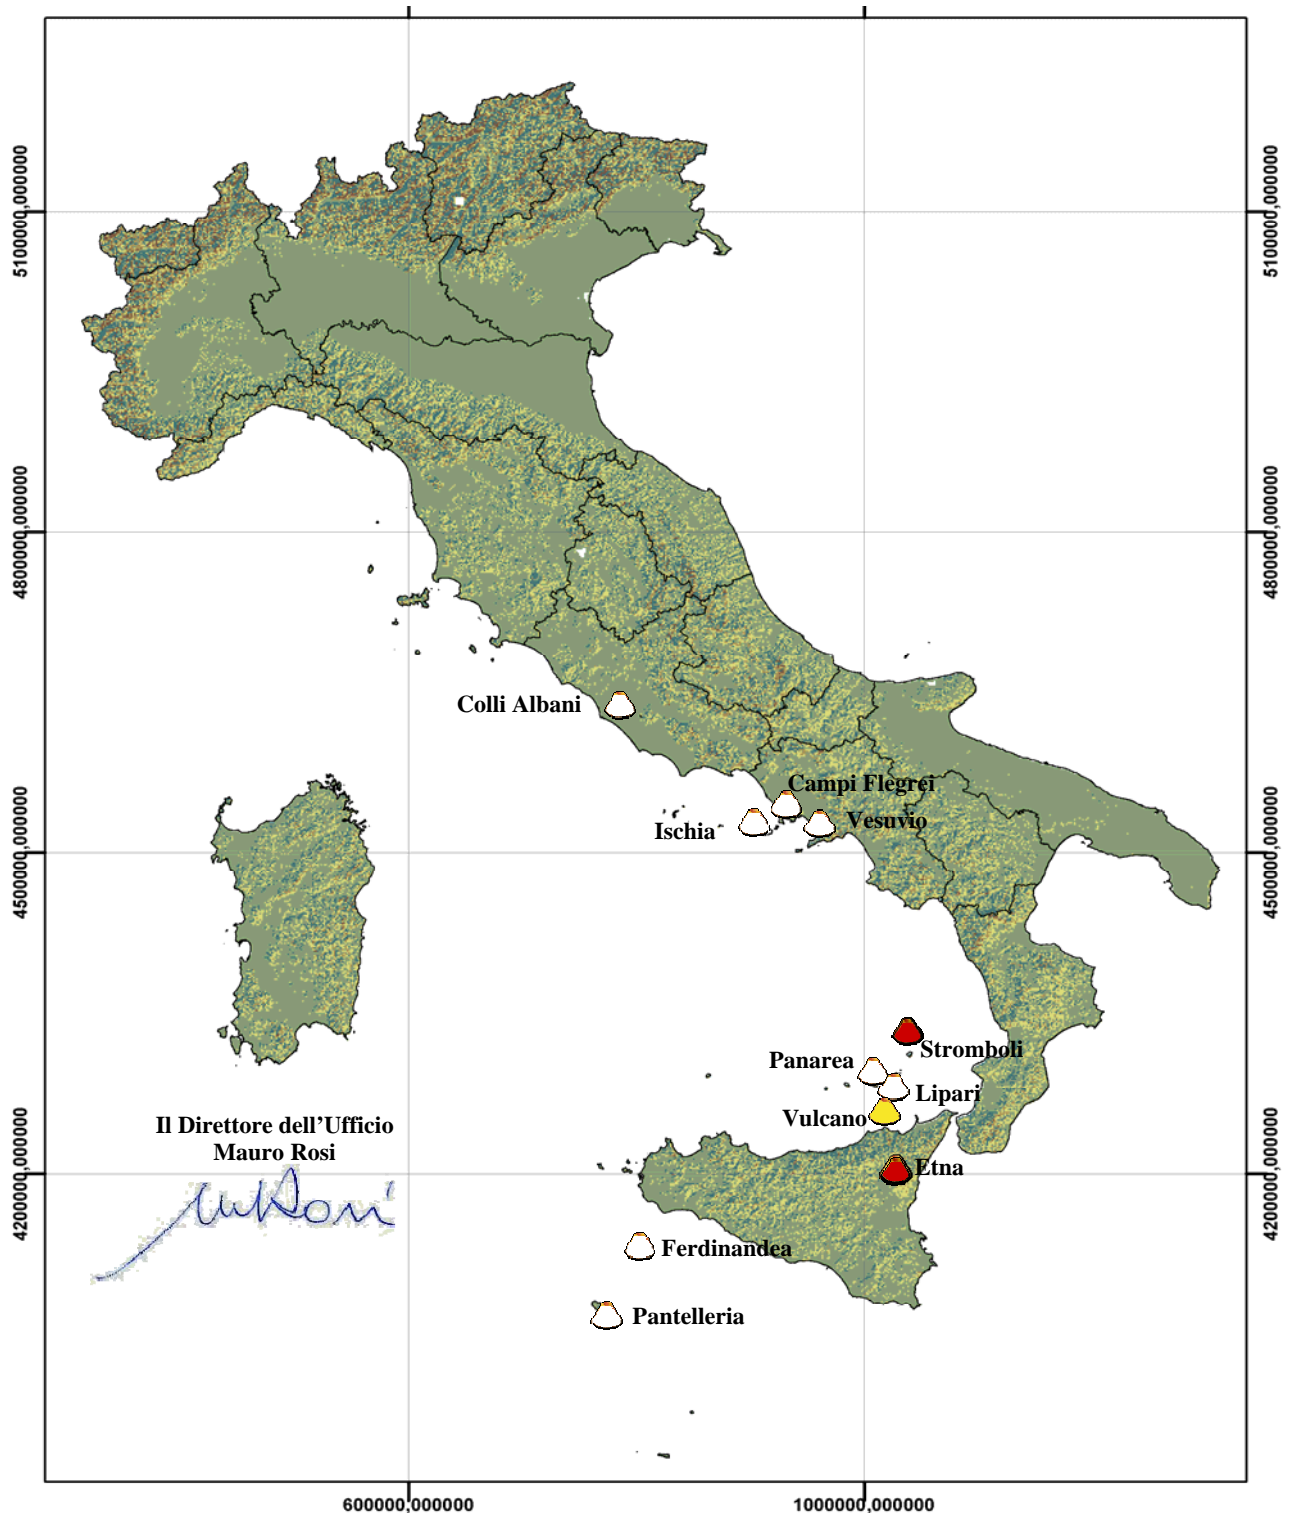 5100000,000000
5100000,000000
4800000,000000
4800000,000000
Colli Albani
Campi Flegrei
Ischia
Vesuvio
4500000,000000
4500000,000000
Stromboli
Panarea
Lipari
Vulcano
Il Direttore dell’Ufficio
Mauro Rosi
Etna
4200000,000000
4200000,000000
Ferdinandea
Pantelleria
600000,000000
1000000,000000